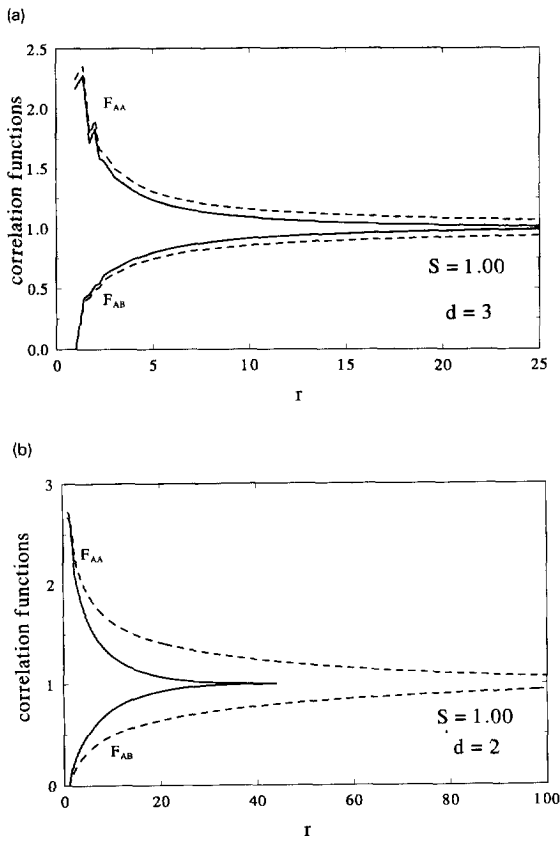 (a)
correlation functions
2.5
2.0
1.5
1.0
0.5
0.0
F_AA
F_AB
S = 1.00
d = 3
0 5 10 15 20 25
r
(b)
correlation functions
3
2
1
0
F_AA
F_AB
S = 1.00
d = 2
0 20 40 60 80 100
r